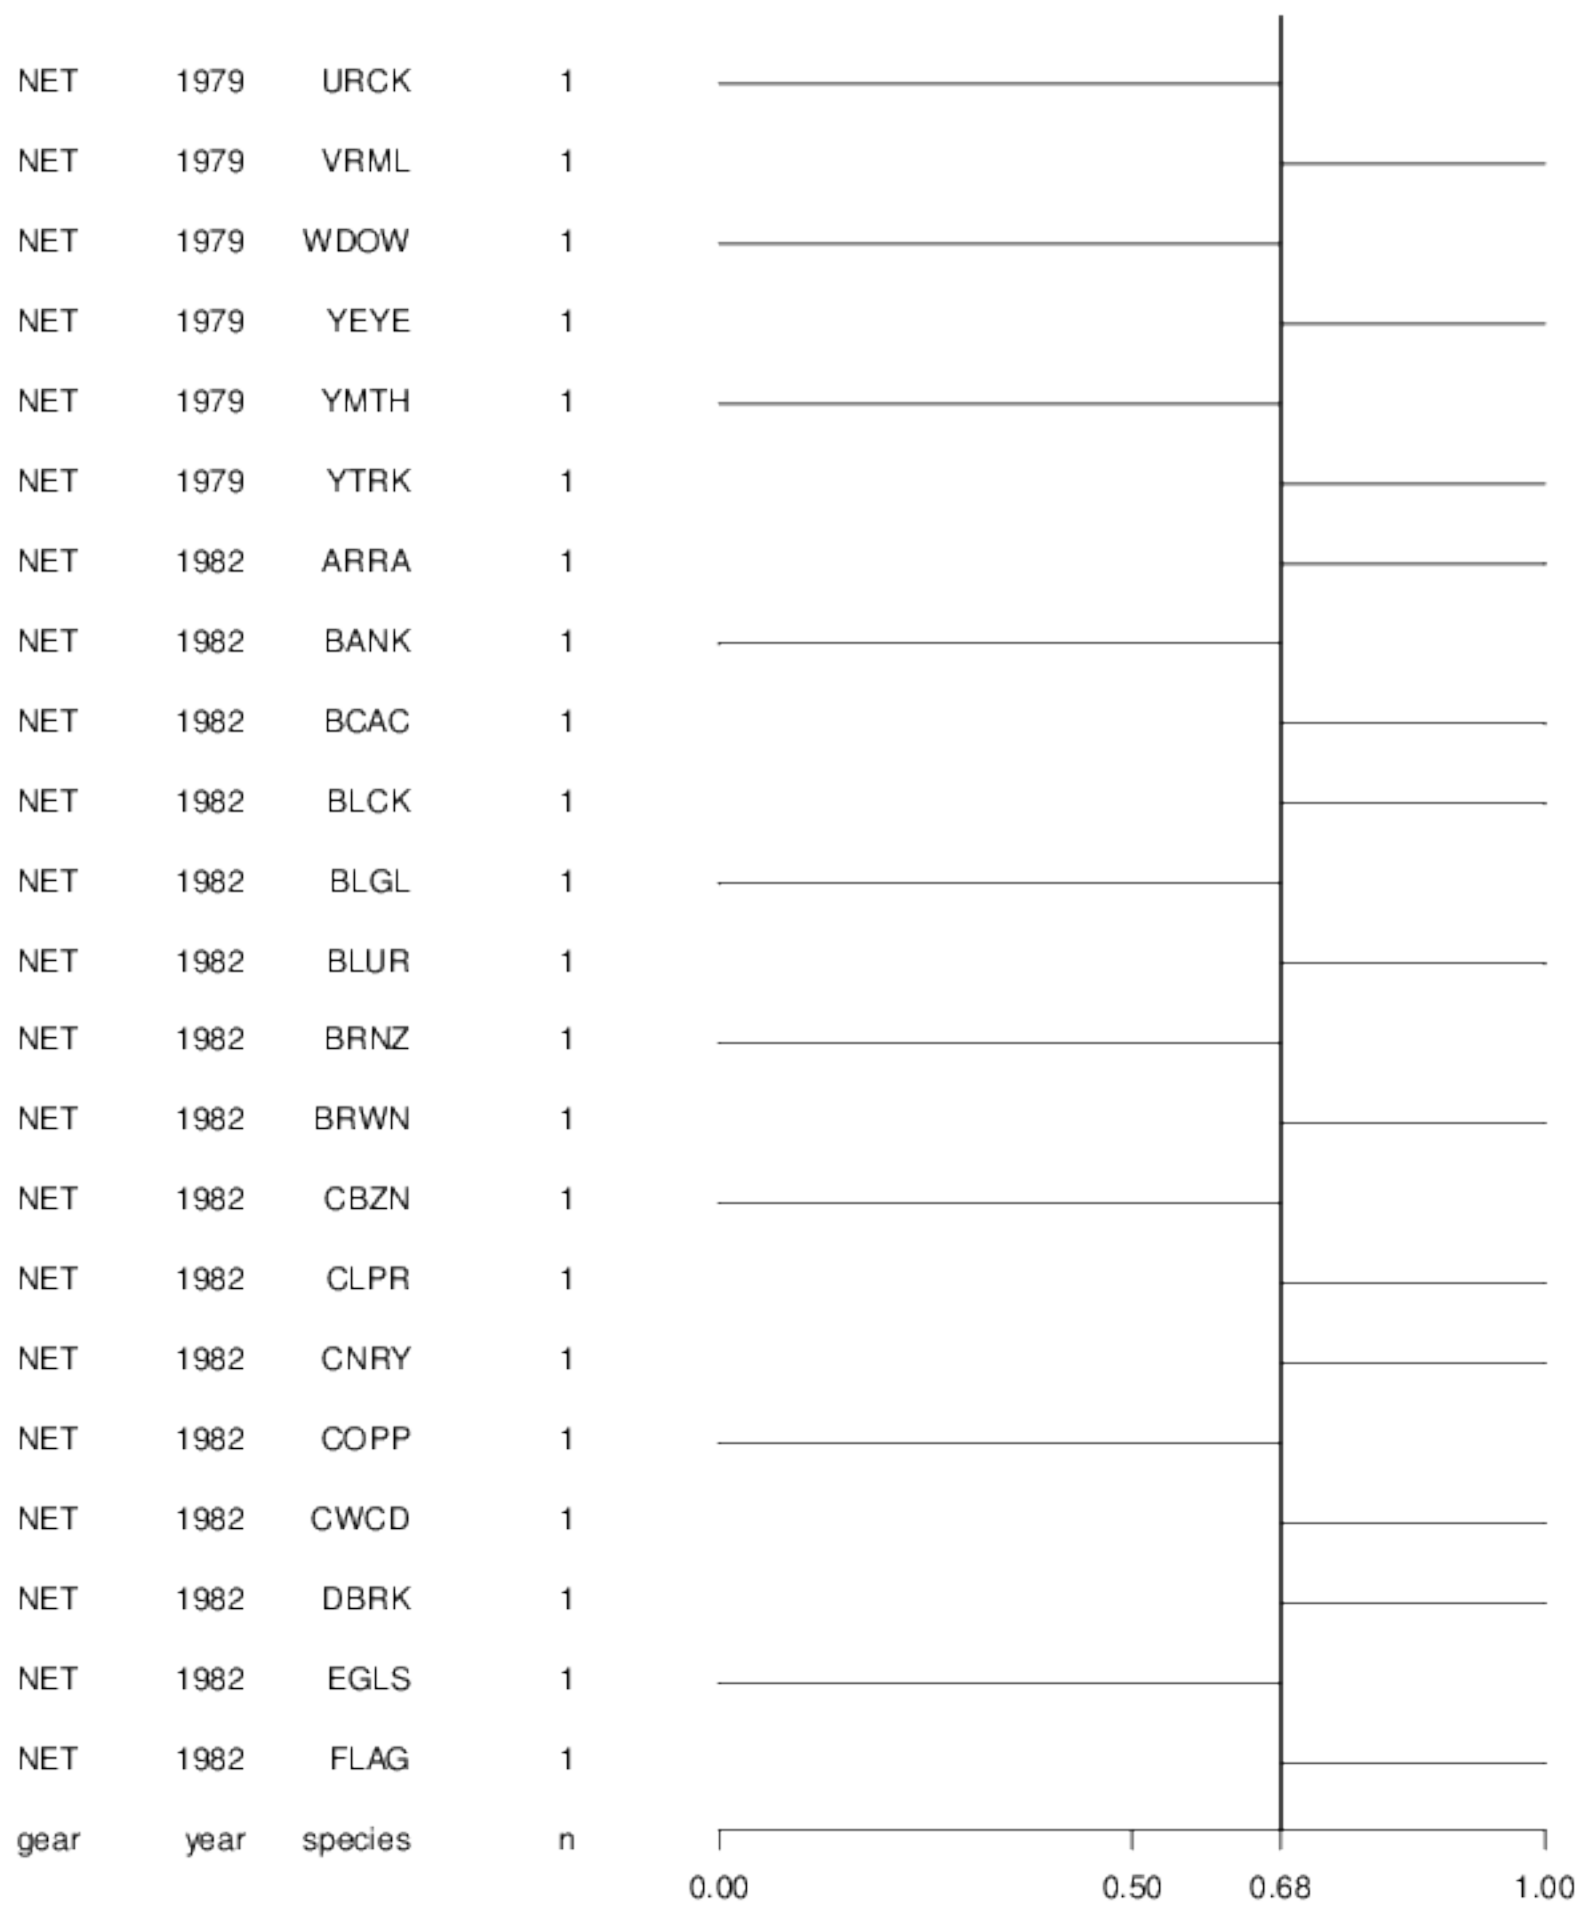 NET 1979 URCK 1
NET 1979 VRML 1
NET 1979 WDOW 1
NET 1979 YEYE 1
NET 1979 YMTH 1
NET 1979 YTRK 1
NET 1982 ARRA 1
NET 1982 BANK 1
NET 1982 BCAC 1
NET 1982 BLCK 1
NET 1982 BLGL 1
NET 1982 BLUR 1
NET 1982 BRNZ 1
NET 1982 BRWN 1
NET 1982 CBZN 1
NET 1982 CLPR 1
NET 1982 CNRY 1
NET 1982 COPP 1
NET 1982 CWCD 1
NET 1982 DBRK 1
NET 1982 EGLS 1
NET 1982 FLAG 1
gear year species n
0.00 0.50 0.68 1.00